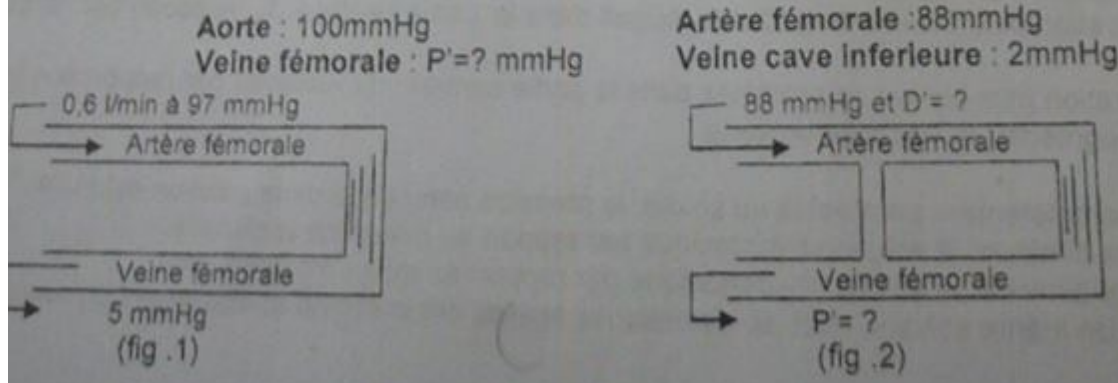 Aorte : 100mmHg
Veine fémorale : P'=? mmHg
0,6 l/min à 97 mmHg
Artère fémorale
Veine fémorale
5 mmHg
(fig .1)
Artère fémorale :88mmHg
Veine cave inferieure : 2mmHg
88 mmHg et D'= ?
Artère fémorale
Veine fémorale
P'= ?
(fig .2)